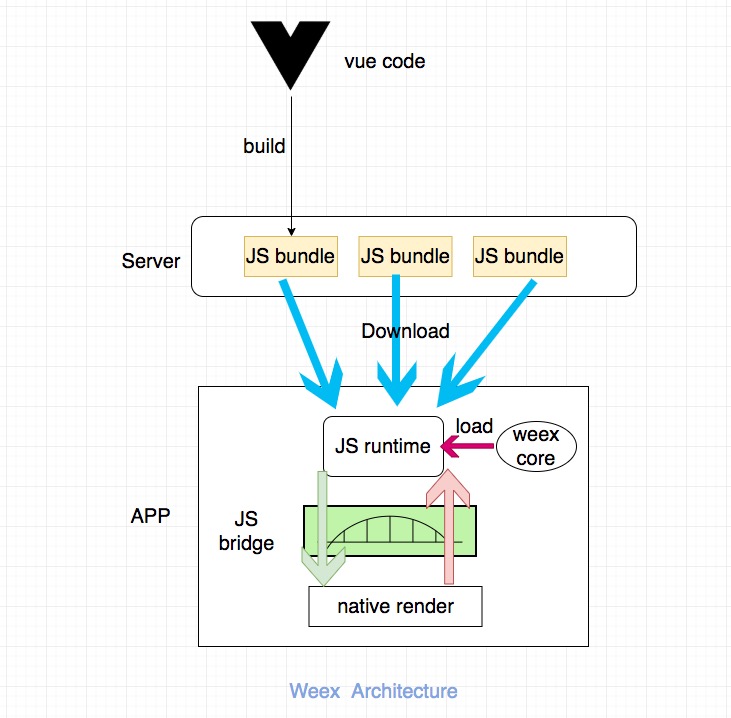 vue code
build
Server
JS bundle
JS bundle
JS bundle
Download
JS runtime
load
weex
core
APP
JS
bridge
native render
Weex Architecture